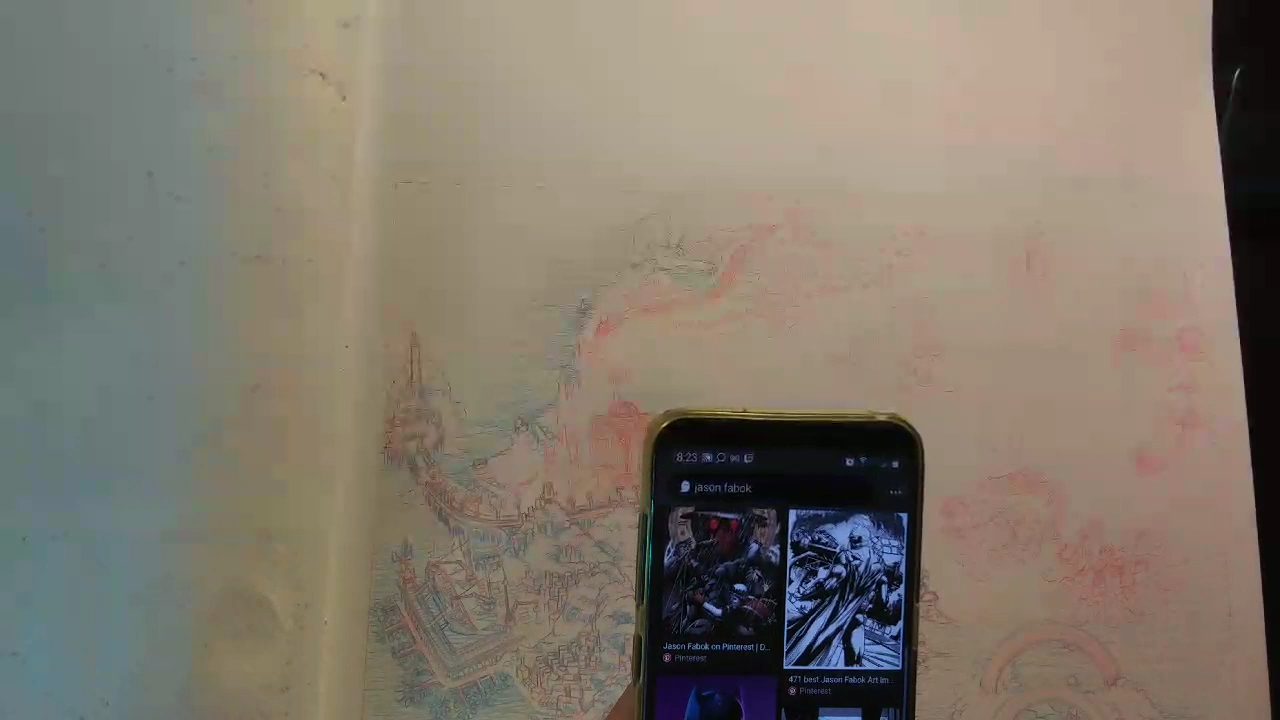 8:23
jason fabok
Jason Fabok on Pinterest | D...
Pinterest
471 best Jason Fabok Art Im...
Pinterest